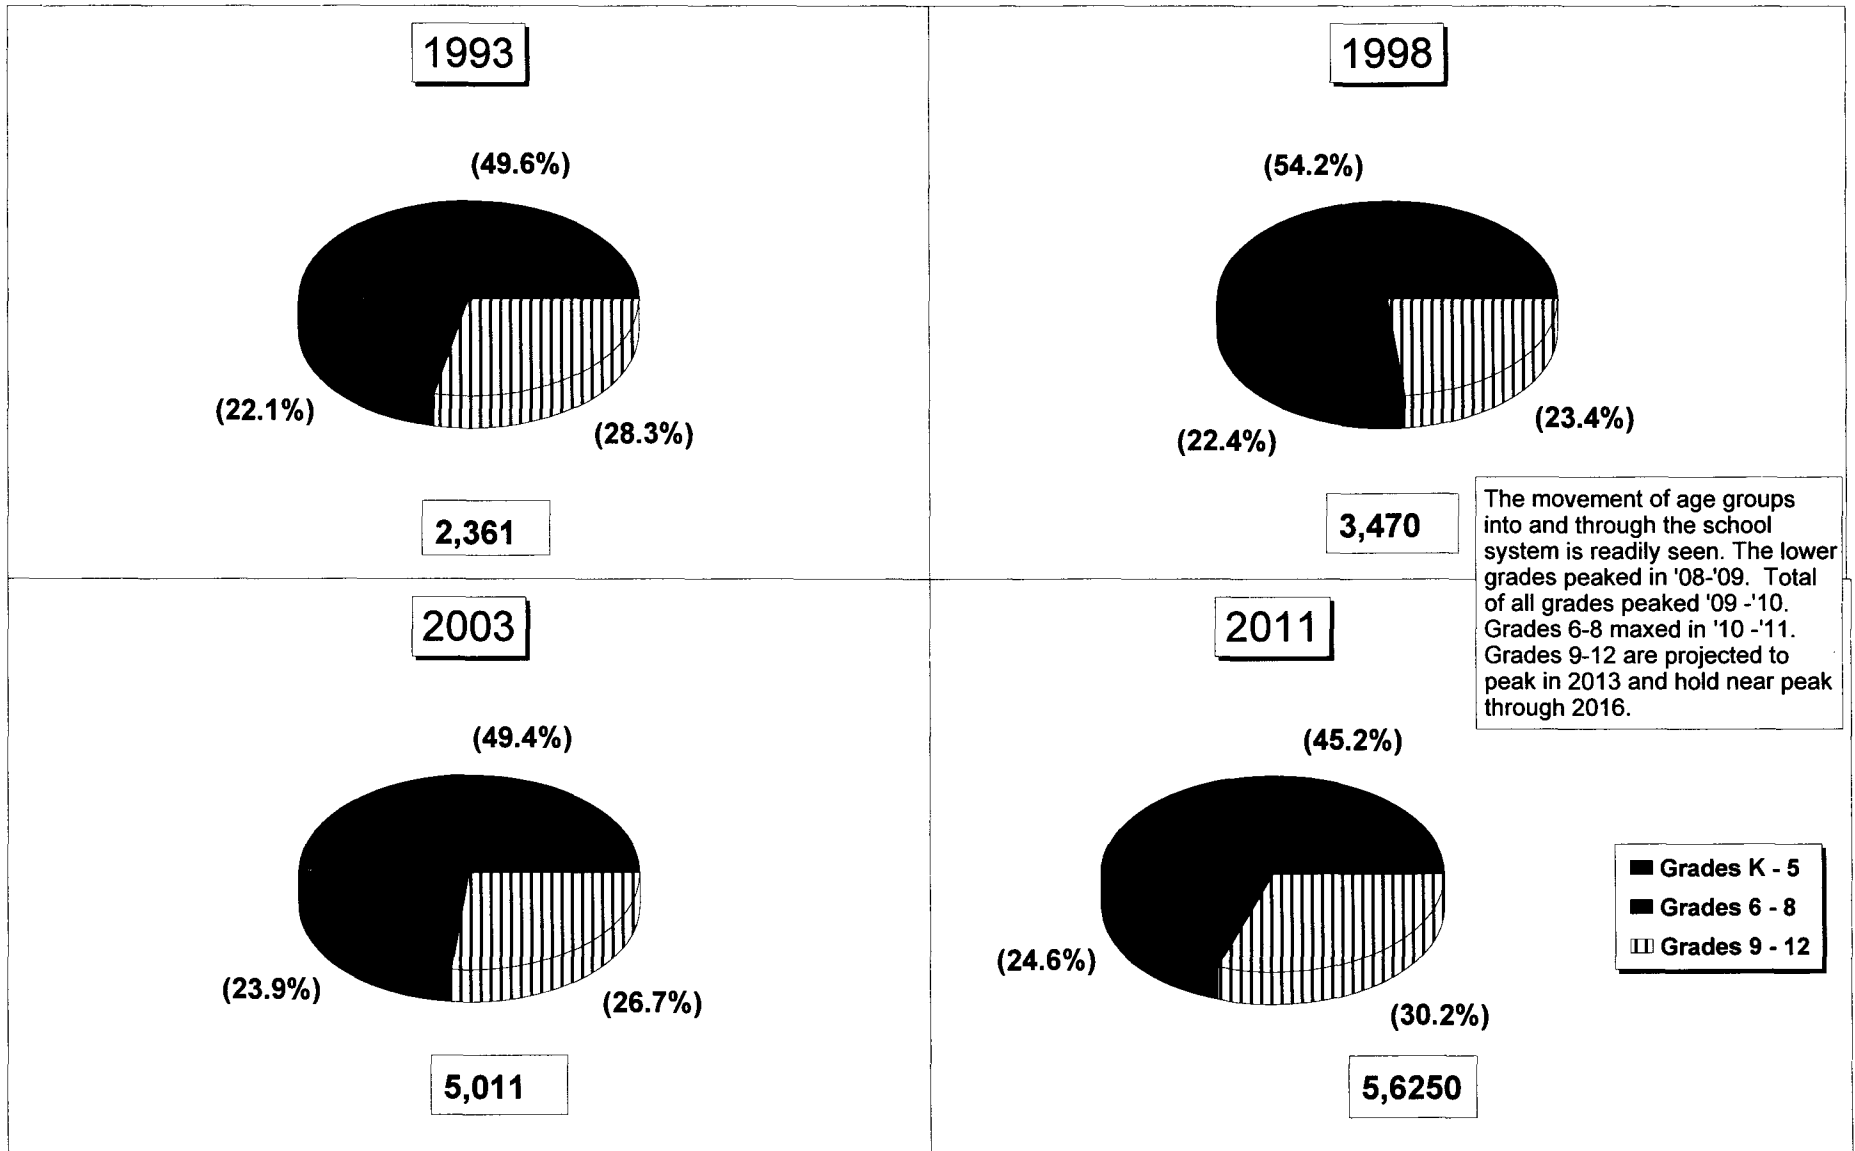 1993
(49.6%)
(22.1%)
(28.3%)
2,361
1998
(54.2%)
(22.4%)
(23.4%)
3,470
The movement of age groups
into and through the school
system is readily seen. The lower
grades peaked in '08-'09.  Total
of all grades peaked '09 -'10.
Grades 6-8 maxed in '10 -'11.
Grades 9-12 are projected to
peak in 2013 and hold near peak
through 2016.
2003
(49.4%)
(23.9%)
(26.7%)
5,011
2011
(45.2%)
(24.6%)
(30.2%)
5,6250
Grades K - 5
Grades 6 - 8
Grades 9 - 12